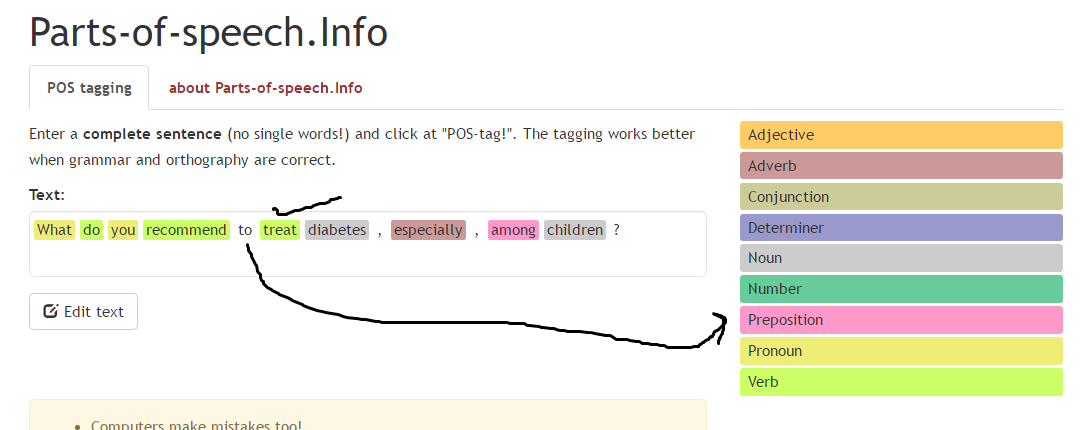 Parts-of-speech.Info
POS tagging about Parts-of-speech.Info
Enter a complete sentence (no single words!) and click at "POS-tag!". The tagging works better
when grammar and orthography are correct.
Text:
What do you recommend to treat diabetes , especially , among children ?
Edit text
Adjective
Adverb
Conjunction
Determiner
Noun
Number
Preposition
Pronoun
Verb
Computers make mistakes too!